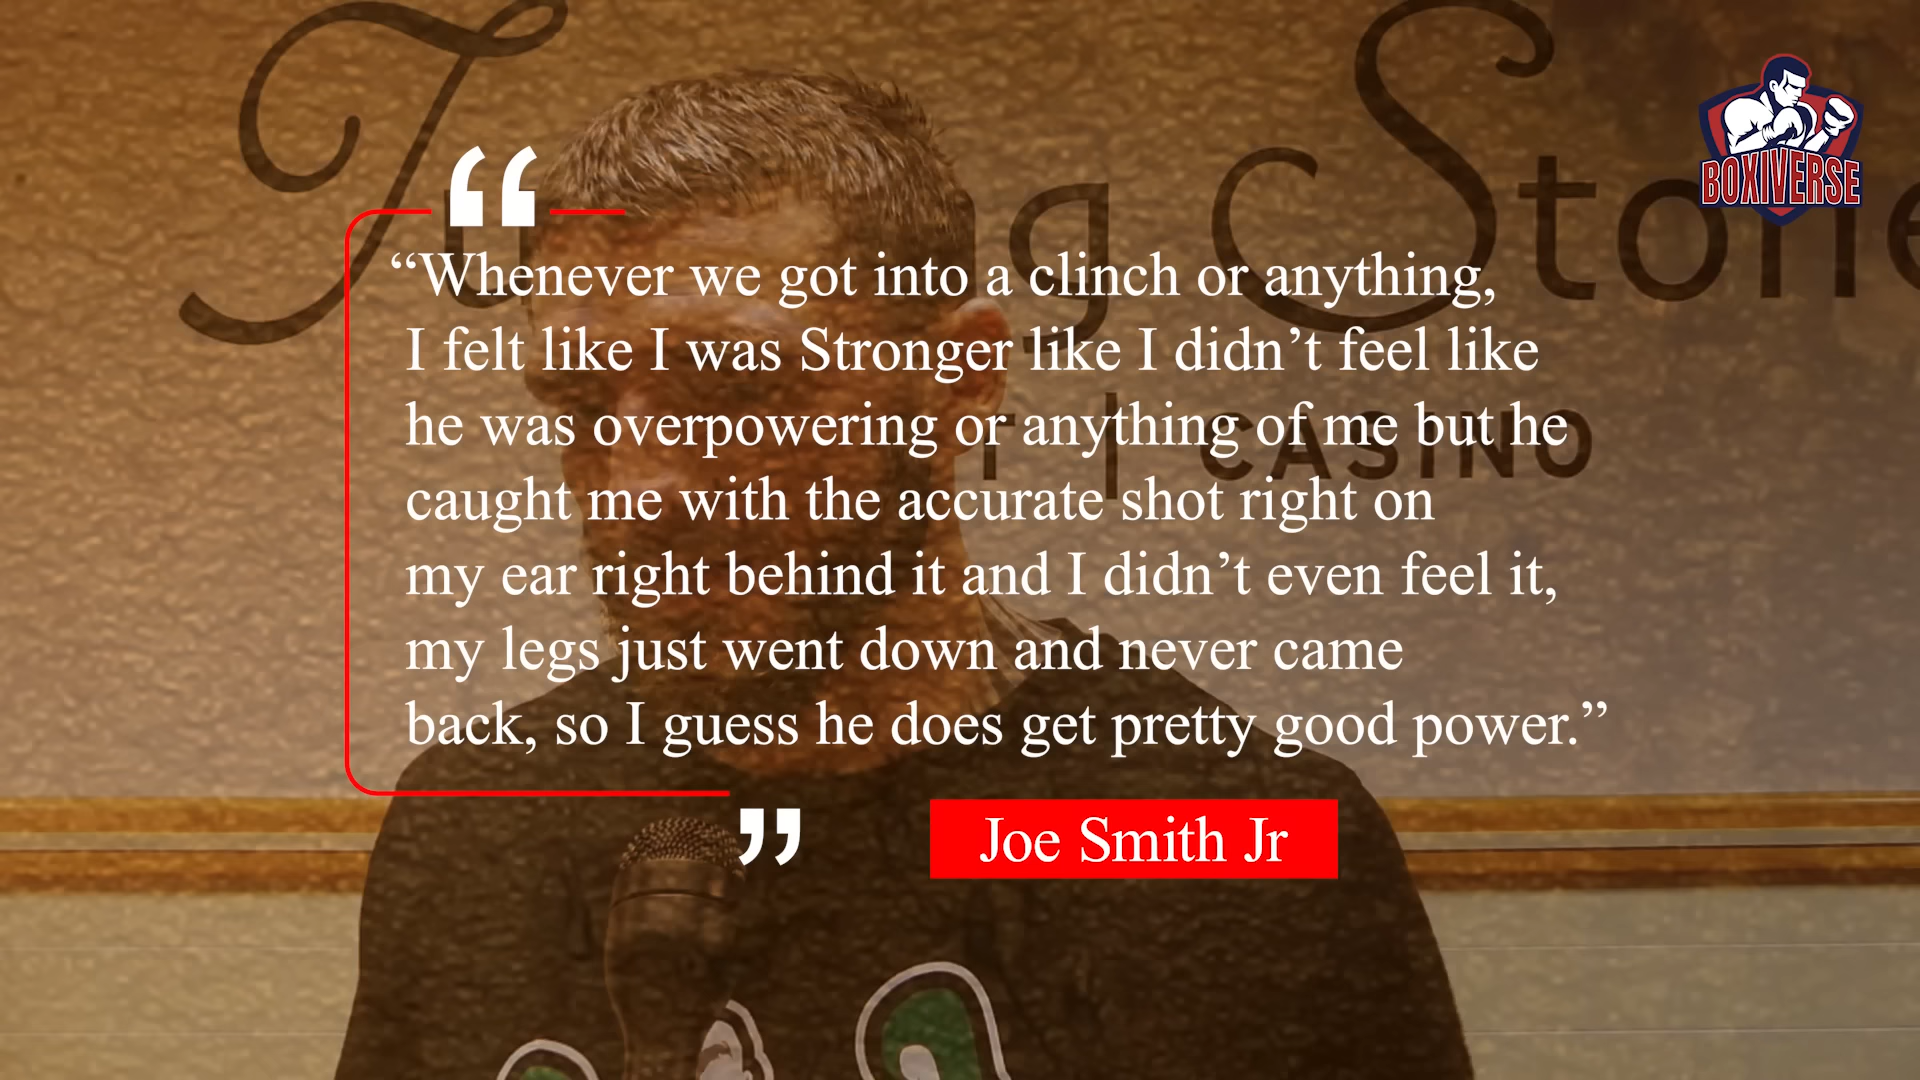 BOXIVERSE
“Whenever we got into a clinch or anything,
I felt like I was Stronger like I didn’t feel like
he was overpowering or anything of me but he
caught me with the accurate shot right on
my ear right behind it and I didn’t even feel it,
my legs just went down and never came
back, so I guess he does get pretty good power.”
Joe Smith Jr
CASINO